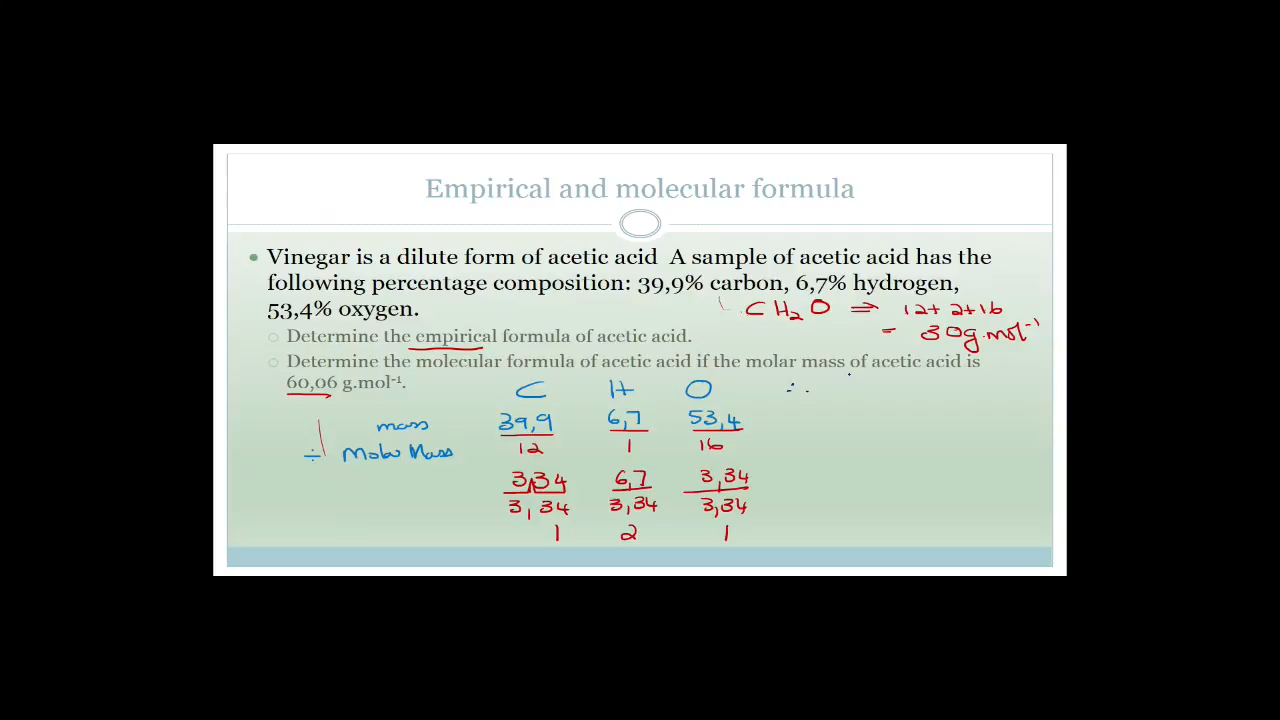 Empirical and molecular formula
Vinegar is a dilute form of acetic acid A sample of acetic acid has the
following percentage composition: 39,9% carbon, 6,7% hydrogen,
53,4% oxygen.
CH₂O ⇒ 12+2+16
= 30g.mol⁻¹
Determine the empirical formula of acetic acid.
Determine the molecular formula of acetic acid if the molar mass of acetic acid is
60,06 g.mol⁻¹.
C H O ∴
mass 39,9 6,7 53,4
÷ Molar Mass 12 1 16
3,34 6,7 3,34
3,34 3,34 3,34
1 2 1